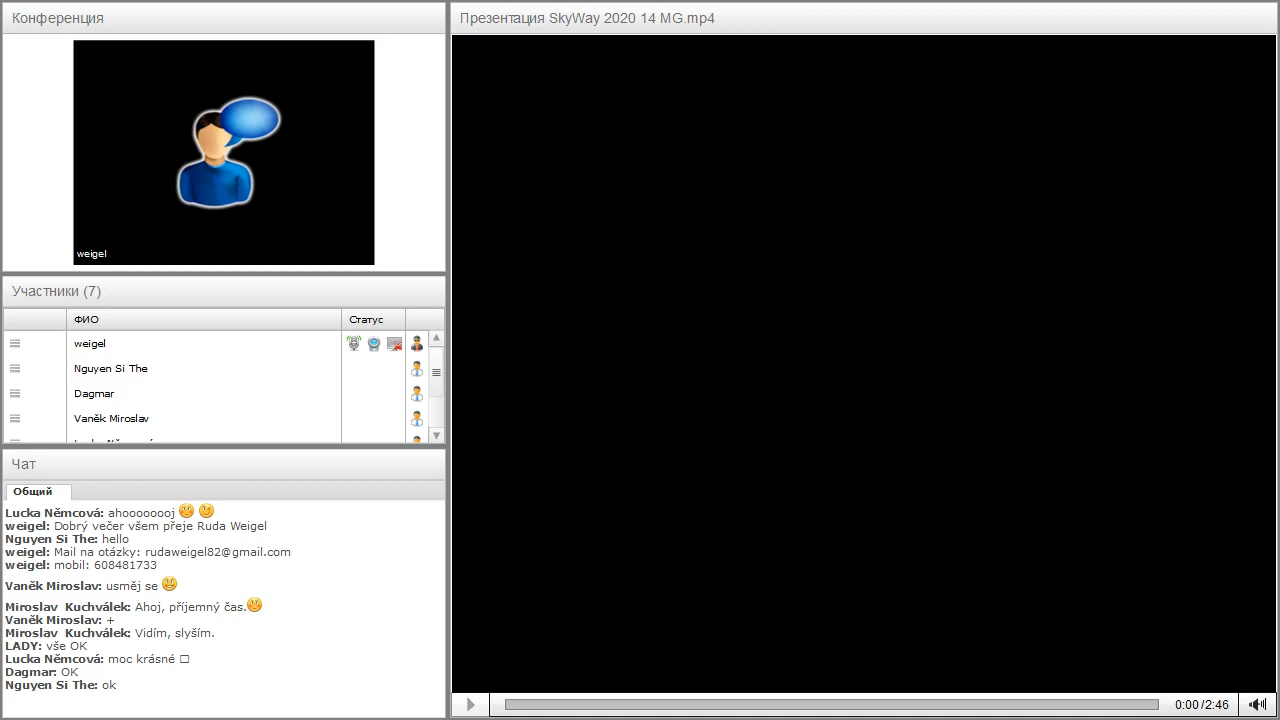 Конференция
weigel
Участники (7)
ФИО Статус
weigel
Nguyen Si The
Dagmar
Vaněk Miroslav
Чат
Общий
Lucka Němcová: ahoooooooj
weigel: Dobrý večer všem přeje Ruda Weigel
Nguyen Si The: hello
weigel: Mail na otázky: rudaweigel82@gmail.com
weigel: mobil: 608481733
Vaněk Miroslav: usměj se
Miroslav Kuchválek: Ahoj, příjemný čas.
Vaněk Miroslav: +
Miroslav Kuchválek: Vidím, slyším.
LADY: vše OK
Lucka Němcová: moc krásné □
Dagmar: OK
Nguyen Si The: ok
Презентация SkyWay 2020 14 MG.mp4
0:00/2:46